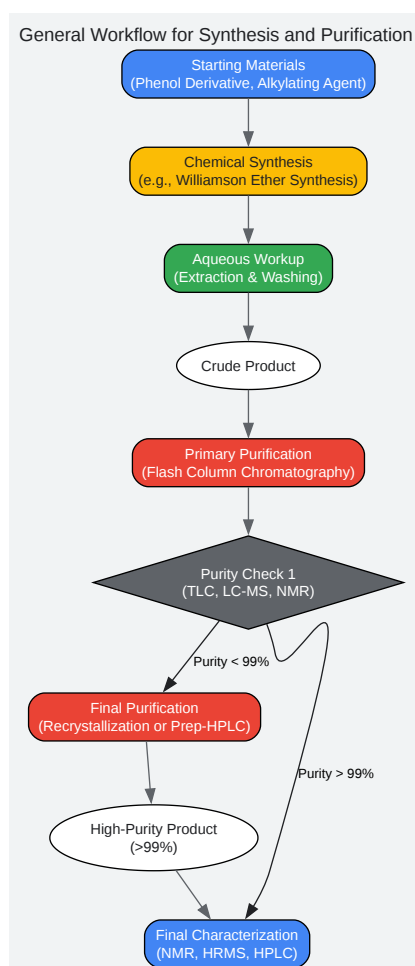 General Workflow for Synthesis and Purification
Starting Materials
(Phenol Derivative, Alkylating Agent)
Chemical Synthesis
(e.g., Williamson Ether Synthesis)
Aqueous Workup
(Extraction & Washing)
Crude Product
Primary Purification
(Flash Column Chromatography)
Purity Check 1
(TLC, LC-MS, NMR)
Purity < 99%
Final Purification
(Recrystallization or Prep-HPLC)
Purity > 99%
High-Purity Product
(>99%)
Final Characterization
(NMR, HRMS, HPLC)